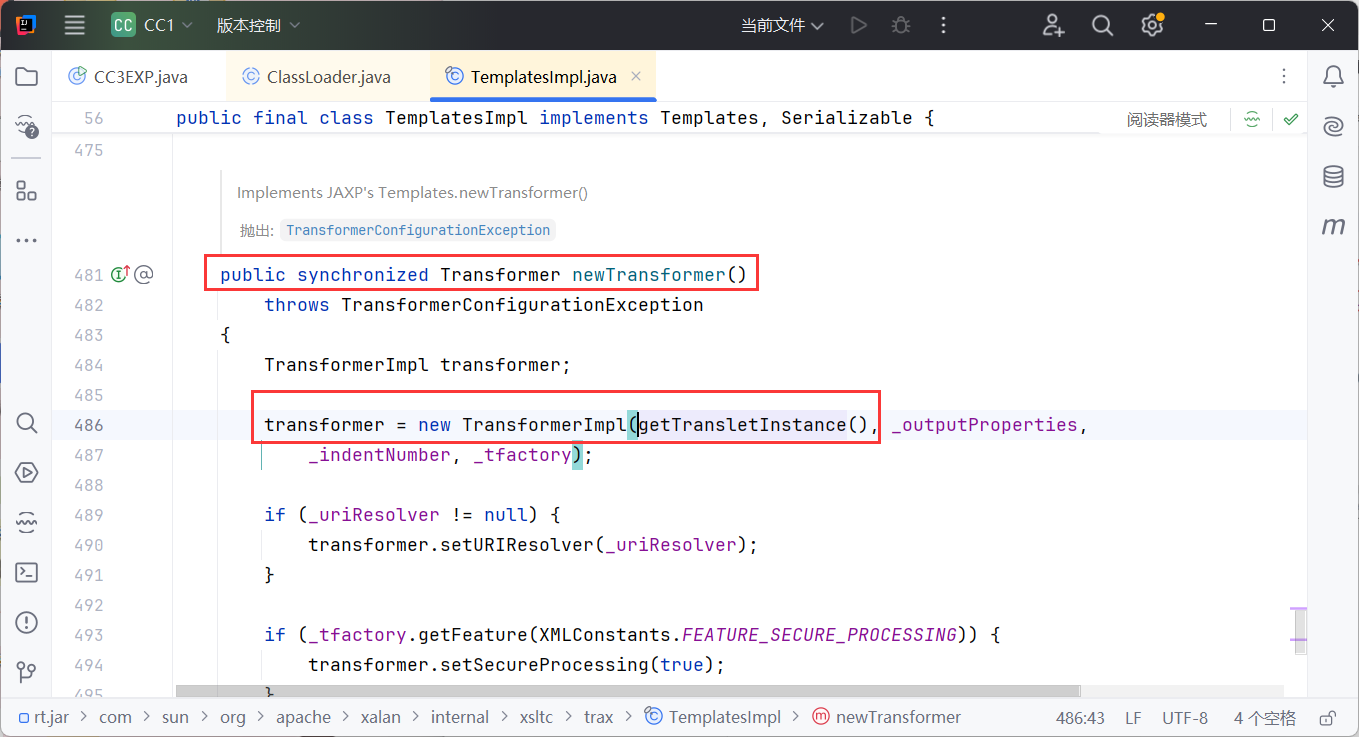 CC CC1 版本控制 当前文件
CC3EXP.java ClassLoader.java TemplatesImpl.java
56 public final class TemplatesImpl implements Templates, Serializable { 阅读器模式
475
Implements JAXP's Templates.newTransformer()
抛出: TransformerConfigurationException
481 public synchronized Transformer newTransformer()
482 throws TransformerConfigurationException
483 {
484 TransformerImpl transformer;
485
486 transformer = new TransformerImpl(getTransletInstance(), _outputProperties,
487 _indentNumber, _tfactory);
488
489 if (_uriResolver != null) {
490 transformer.setURIResolver(_uriResolver);
491 }
492
493 if (_tfactory.getFeature(XMLConstants.FEATURE_SECURE_PROCESSING)) {
494 transformer.setSecureProcessing(true);
495 }
rt.jar > com > sun > org > apache > xalan > internal > xsltc > trax > TemplatesImpl > newTransformer 486:43 LF UTF-8 4 个空格